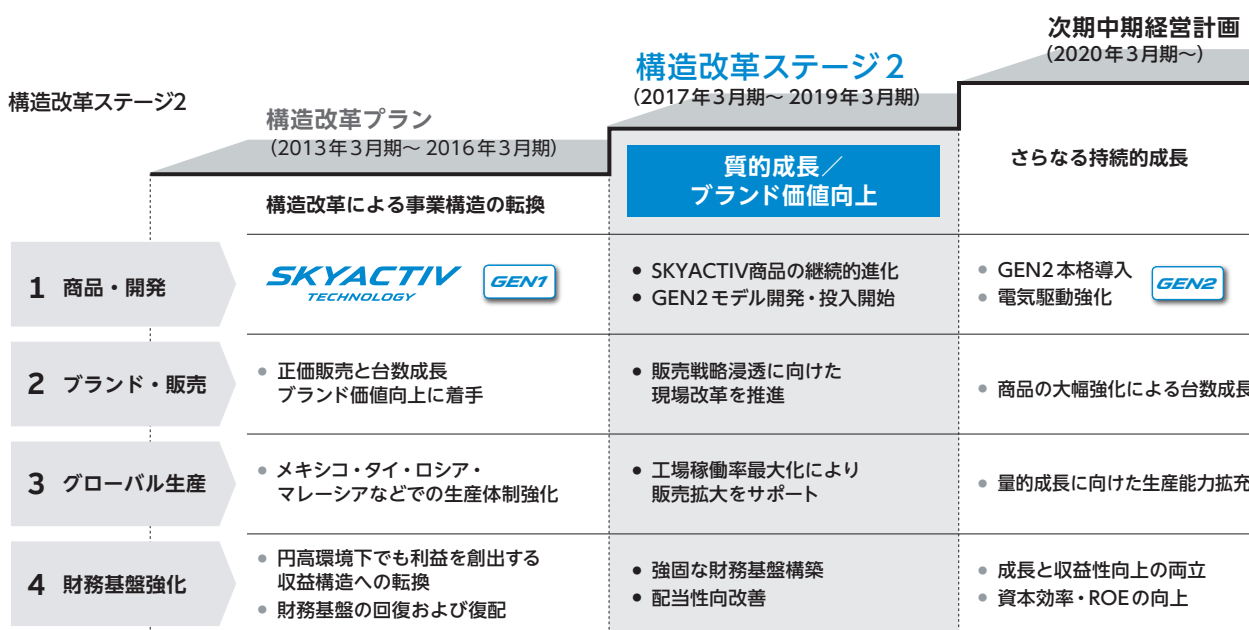 次期中期経営計画
（2020年3月期～）
構造改革ステージ2
（2017年3月期～2019年3月期）
構造改革ステージ2
構造改革プラン
（2013年3月期～2016年3月期）
質的成長／
ブランド価値向上
さらなる持続的成長
構造改革による事業構造の転換
1 商品・開発
SKYACTIV
TECHNOLOGY
GEN1
• SKYACTIV商品の継続的進化
• GEN2モデル開発・投入開始
• GEN2本格導入
• 電気駆動強化
GEN2
2 ブランド・販売
• 正価販売と台数成長
ブランド価値向上に着手
• 販売戦略浸透に向けた
現場改革を推進
• 商品の大幅強化による台数成長
3 グローバル生産
• メキシコ・タイ・ロシア・
マレーシアなどでの生産体制強化
• 工場稼働率最大化により
販売拡大をサポート
• 量的成長に向けた生産能力拡充
4 財務基盤強化
• 円高環境下でも利益を創出する
収益構造への転換
• 財務基盤の回復および復配
• 強固な財務基盤構築
• 配当性向改善
• 成長と収益性向上の両立
• 資本効率・ROEの向上